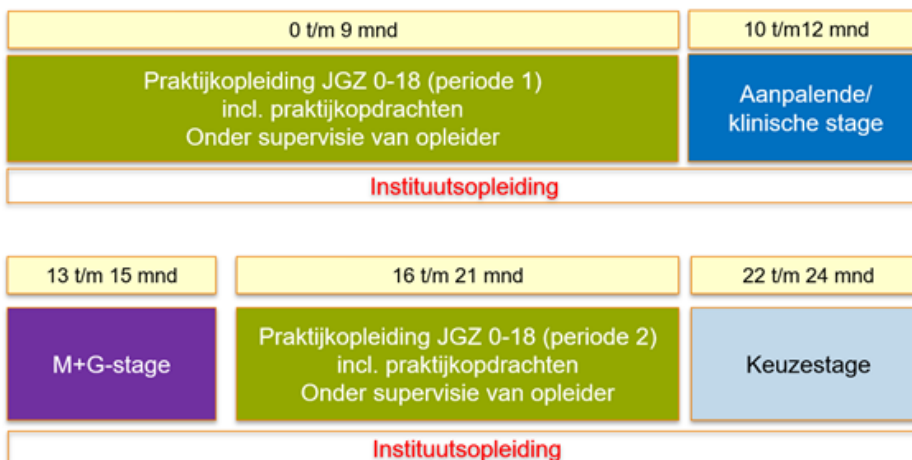 0 t/m 9 mnd
10 t/m12 mnd
Praktijkopleiding JGZ 0-18 (periode 1)
incl. praktijkopdrachten
Onder supervisie van opleider
Aanpalende/
klinische stage
Instituutsopleiding
13 t/m 15 mnd
16 t/m 21 mnd
22 t/m 24 mnd
M+G-stage
Praktijkopleiding JGZ 0-18 (periode 2)
incl. praktijkopdrachten
Onder supervisie van opleider
Keuzestage
Instituutsopleiding